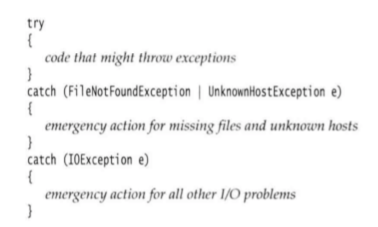 try
{
code that might throw exceptions
}
catch (FileNotFoundException | UnknownHostException e)
{
emergency action for missing files and unknown hosts
}
catch (IOException e)
{
emergency action for all other I/O problems
}